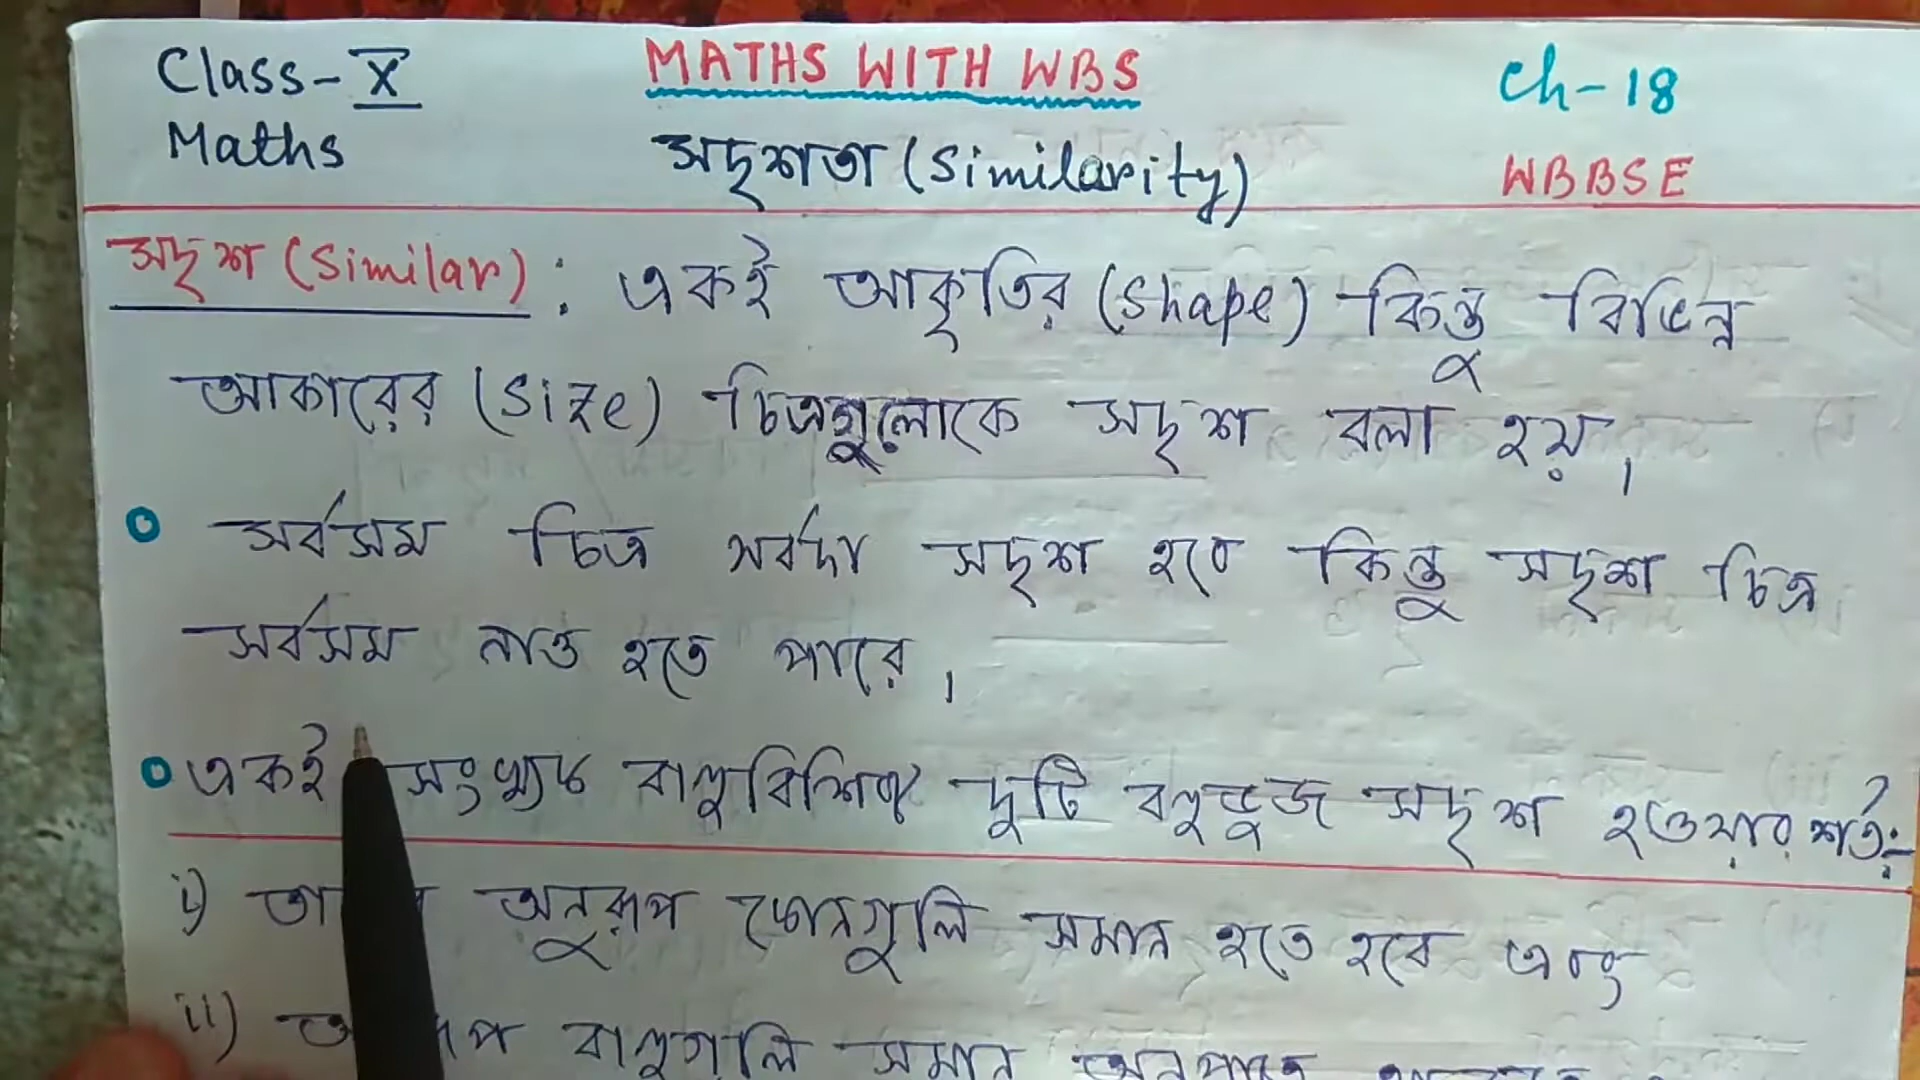 Class-X
MATHS WITH WBS
Ch-18
Maths
সদৃশতা (Similarity)
WBBSE
সদৃশ (Similar) : একই আকৃতির (shape) কিন্তু বিভিন্ন
আকারের (size) চিত্রগুলোকে সদৃশ বলা হয়।
সর্বসম চিত্র সর্বদা সদৃশ হবে কিন্তু সদৃশ চিত্র
সর্বসম নাও হতে পারে।
একই সংখ্যক বাহুবিশিষ্ট দুটি বহুভুজ সদৃশ হওয়ার শর্ত:-
i) অনুরূপ কোনগুলি সমান হতে হবে এবং
ii) বাহুগুলি সমান